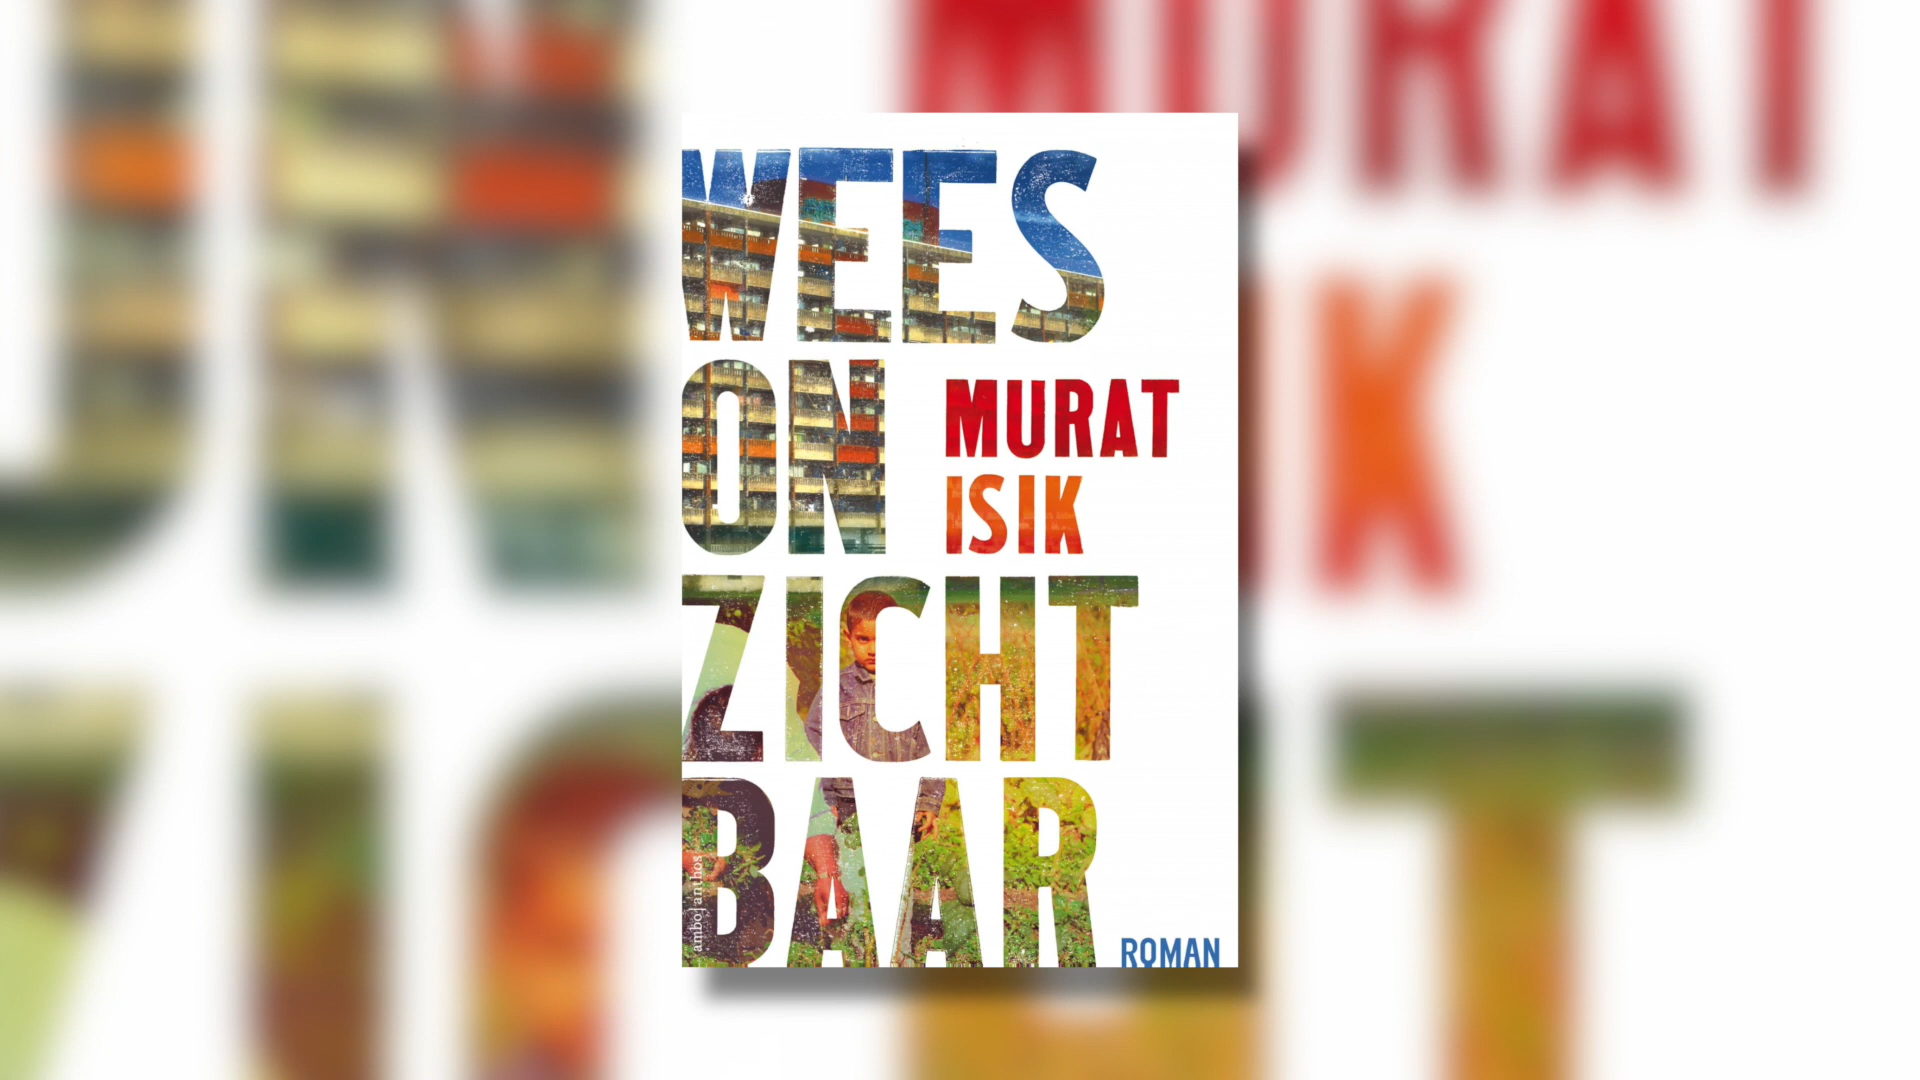 WEES
ON
MURAT
ISIK
ZICHT
BAAR
ambo|anthos
ROMAN